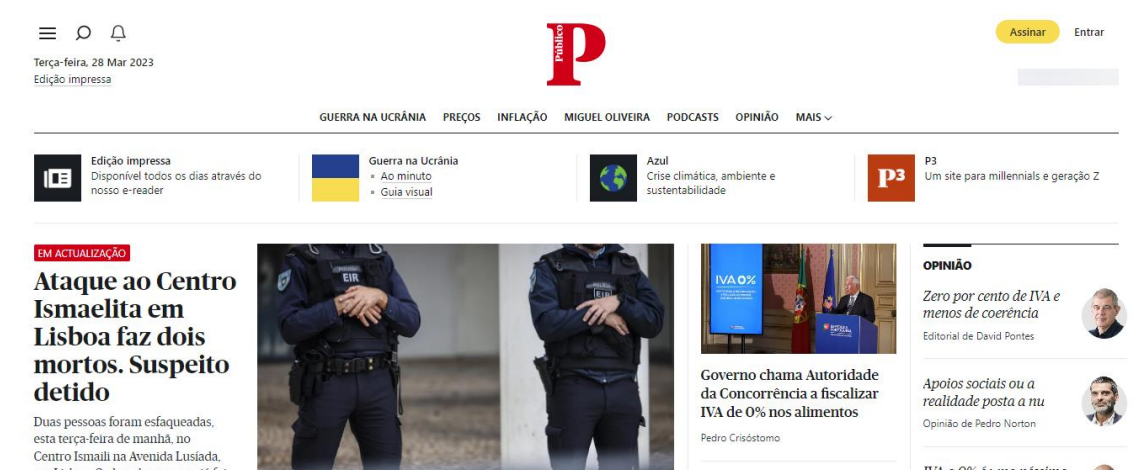 Público
P
Assinar
Entrar
Terça-feira, 28 Mar 2023
Edição impressa
GUERRA NA UCRÂNIA PREÇOS INFLAÇÃO MIGUEL OLIVEIRA PODCASTS OPINIÃO MAIS
Edição impressa
Disponível todos os dias através do
nosso e-reader
Guerra na Ucrânia
Ao minuto
Guia visual
Azul
Crise climática, ambiente e
sustentabilidade
P3
P3
Um site para millennials e geração Z
EM ACTUALIZAÇÃO
Ataque ao Centro
Ismaelita em
Lisboa faz dois
mortos. Suspeito
detido
Duas pessoas foram esfaqueadas,
esta terça-feira de manhã, no
Centro Ismaili na Avenida Lusíada,
EIR
EIR
IVA 0%
Governo chama Autoridade
da Concorrência a fiscalizar
IVA de 0% nos alimentos
Pedro Crisóstomo
OPINIÃO
Zero por cento de IVA e
menos de coerência
Editorial de David Pontes
Apoios sociais ou a
realidade posta a nu
Opinião de Pedro Norton